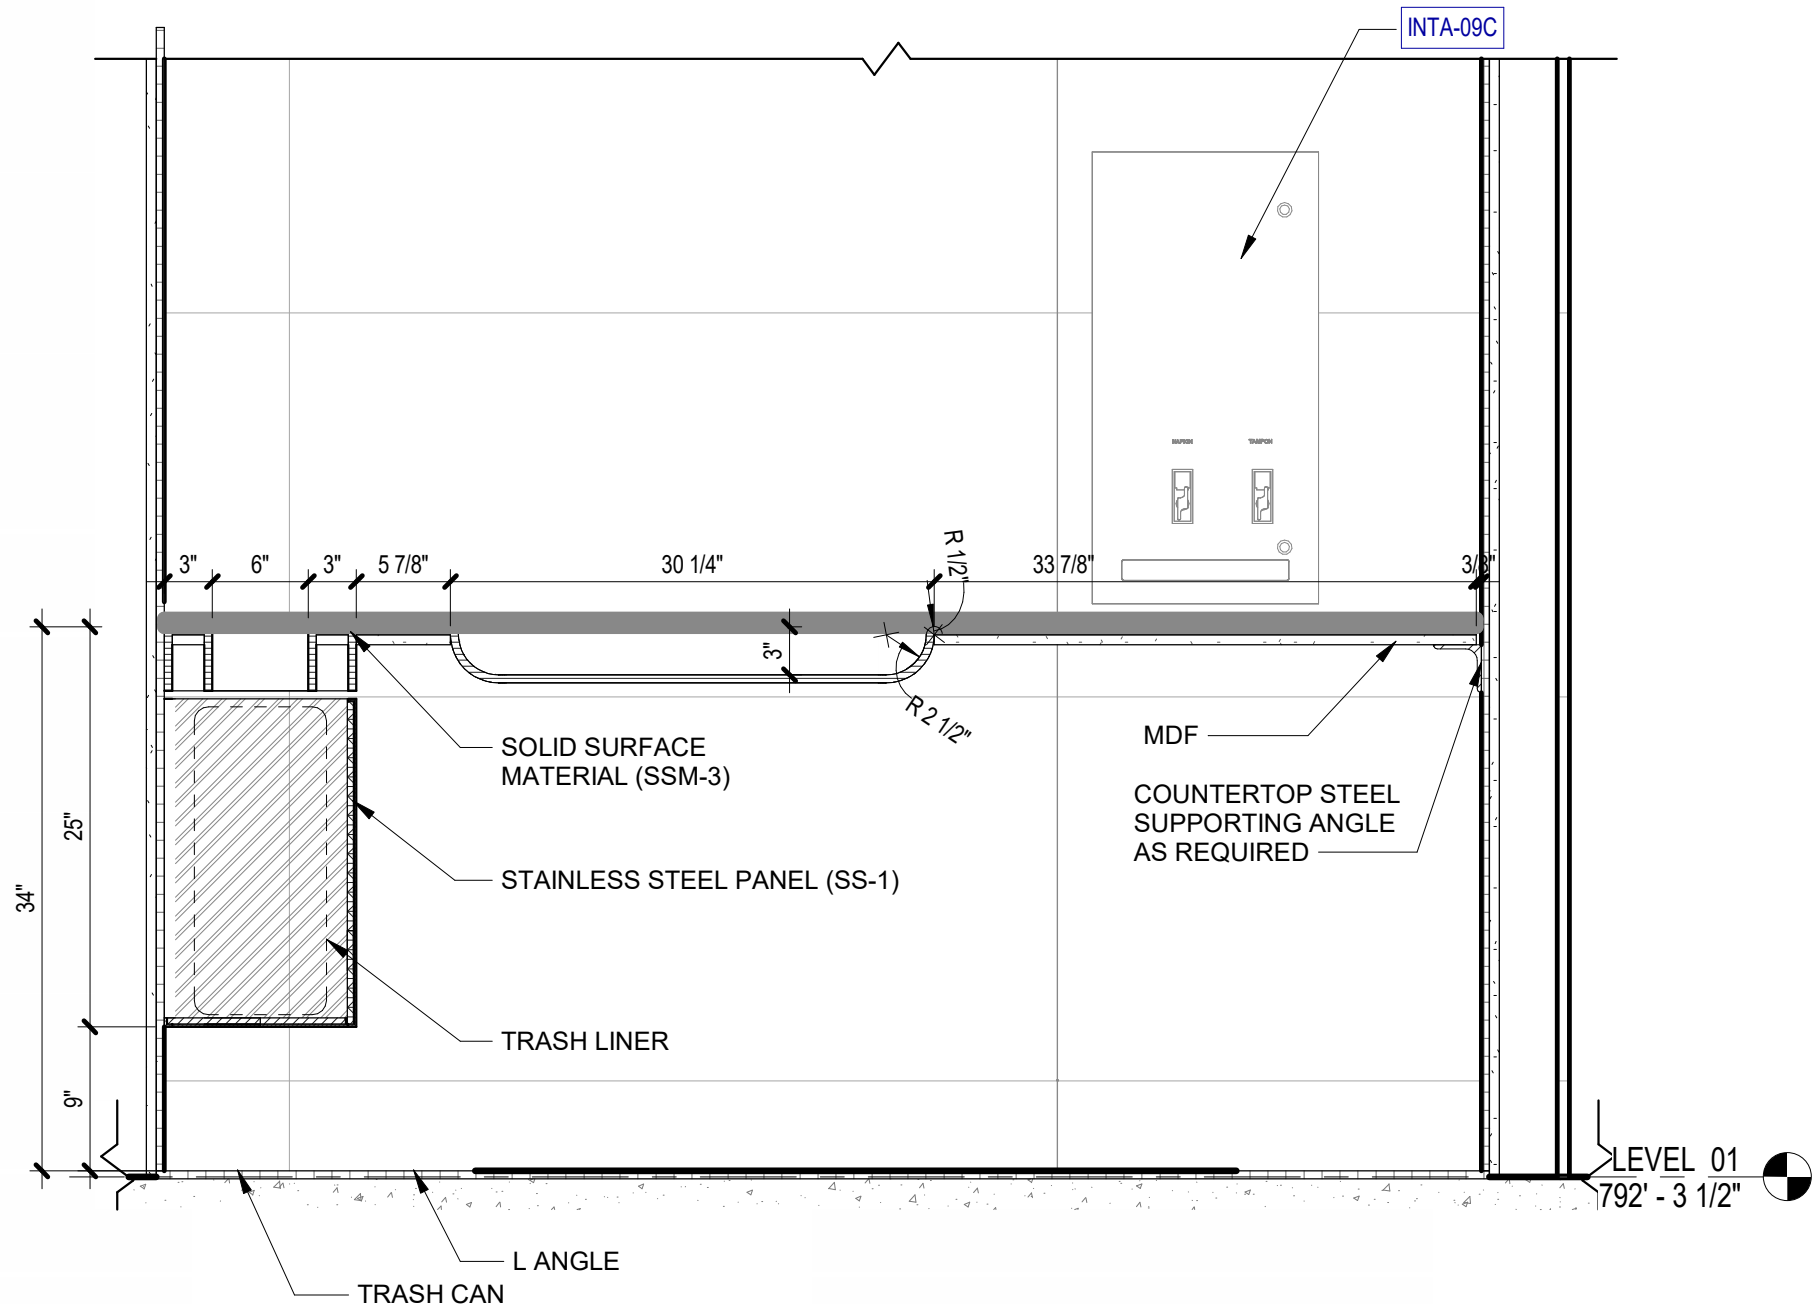 INTA-09C
NAPKIN
TAMPON
3"
6"
3"
5 7/8"
30 1/4"
R 1/2"
33 7/8"
3/8"
3"
R 2 1/2"
SOLID SURFACE
MATERIAL (SSM-3)
MDF
COUNTERTOP STEEL
SUPPORTING ANGLE
AS REQUIRED
25"
34"
STAINLESS STEEL PANEL (SS-1)
TRASH LINER
9"
LEVEL 01
792' - 3 1/2"
L ANGLE
TRASH CAN